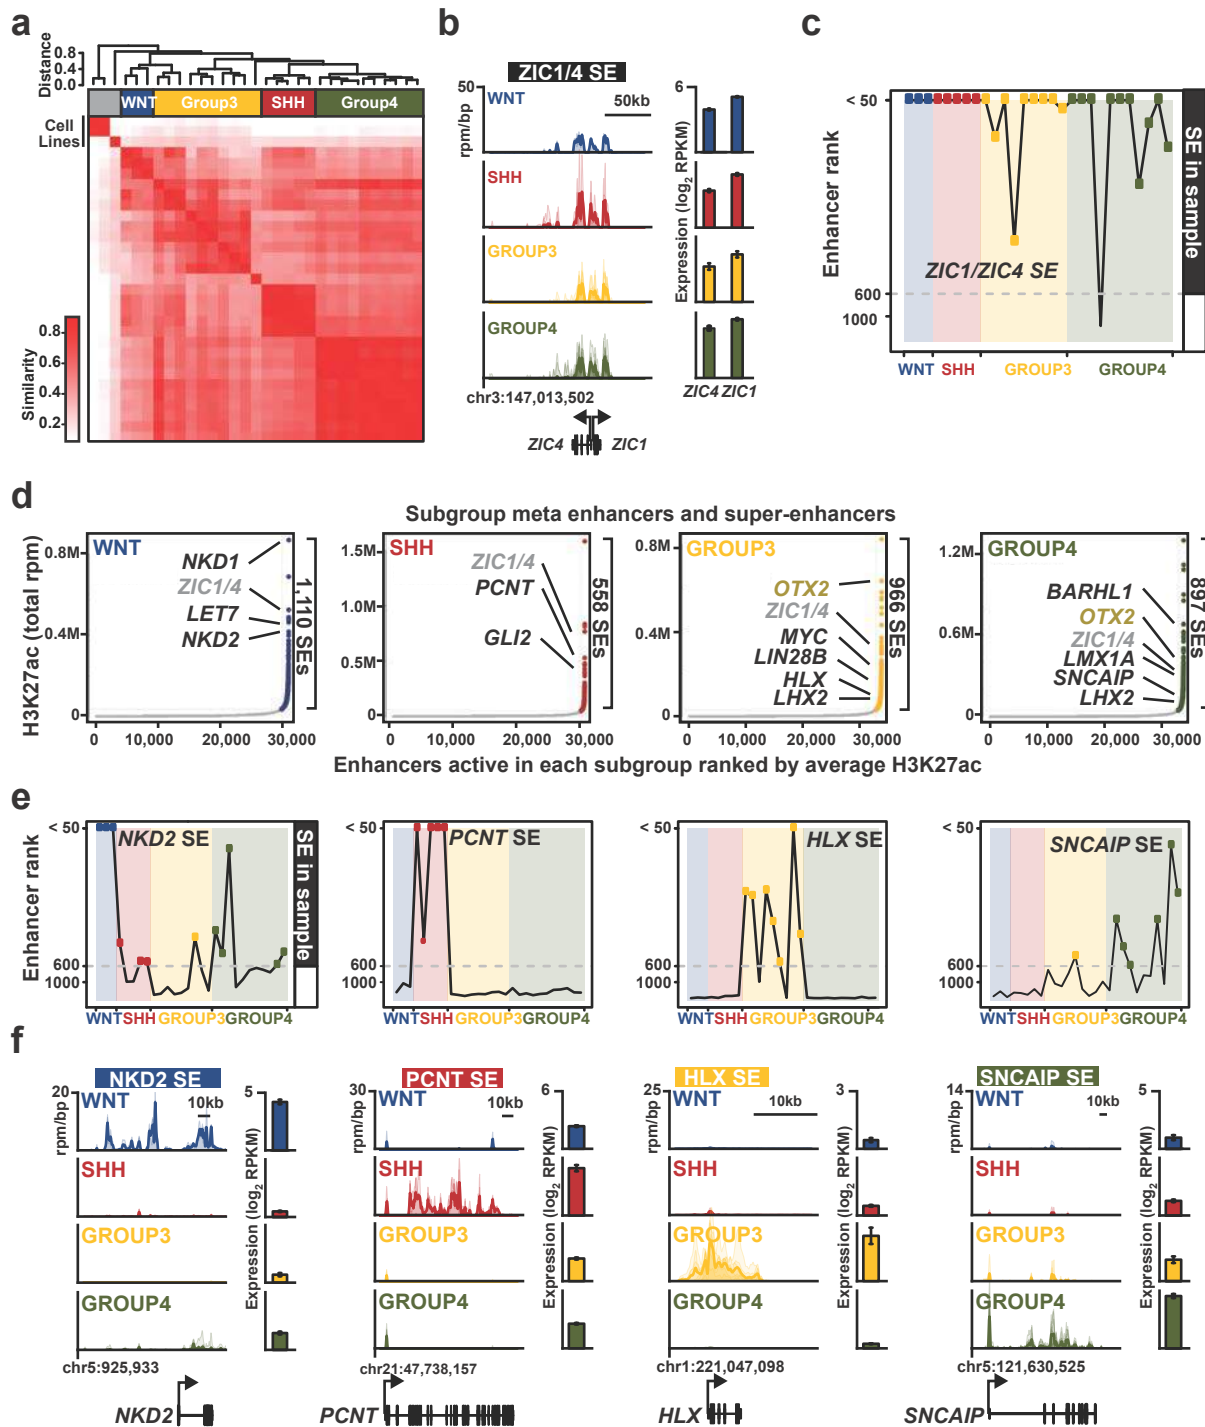 a
Distance
0.8
0.4
0.0
WNT
Group3
SHH
Group4
Cell
Lines
Similarity
0.8
0.6
0.4
0.2
b
ZIC1/4 SE
50
rpm/bp
WNT
50kb
SHH
GROUP3
GROUP4
6
Expression (log2 RPKM)
ZIC4 ZIC1
chr3:147,013,502
ZIC4
ZIC1
c
< 50
Enhancer rank
ZIC1/ZIC4 SE
600
1000
SE in sample
WNT SHH GROUP3 GROUP4
d
Subgroup meta enhancers and super-enhancers
H3K27ac (total rpm)
0.8M
0.4M
0
WNT
NKD1
ZIC1/4
LET7
NKD2
1,110 SEs
0 10,000 20,000 30,000
1.5M
1.0M
0.5M
0
SHH
ZIC1/4
PCNT
GLI2
558 SEs
0 10,000 20,000 30,000
0.8M
0.4M
0
GROUP3
OTX2
ZIC1/4
MYC
LIN28B
HLX
LHX2
966 SEs
0 10,000 20,000 30,000
1.2M
0.6M
0
GROUP4
BARHL1
OTX2
ZIC1/4
LMX1A
SNCAIP
LHX2
897 SEs
0 10,000 20,000 30,000
Enhancers active in each subgroup ranked by average H3K27ac
e
Enhancer rank
< 50
600
1000
NKD2 SE
SE in sample
WNT SHH GROUP3 GROUP4
< 50
600
1000
PCNT SE
WNT SHH GROUP3 GROUP4
< 50
600
1000
HLX SE
WNT SHH GROUP3 GROUP4
< 50
600
1000
SNCAIP SE
WNT SHH GROUP3 GROUP4
f
NKD2 SE
20
rpm/bp
WNT
10kb
SHH
GROUP3
GROUP4
5
Expression (log2 RPKM)
chr5:925,933
NKD2
PCNT SE
30
rpm/bp
WNT
10kb
SHH
GROUP3
GROUP4
6
Expression (log2 RPKM)
chr21:47,738,157
PCNT
HLX SE
25
rpm/bp
WNT
10kb
SHH
GROUP3
GROUP4
3
Expression (log2 RPKM)
chr1:221,047,098
HLX
SNCAIP SE
14
rpm/bp
WNT
10kb
SHH
GROUP3
GROUP4
5
Expression (log2 RPKM)
chr5:121,630,525
SNCAIP